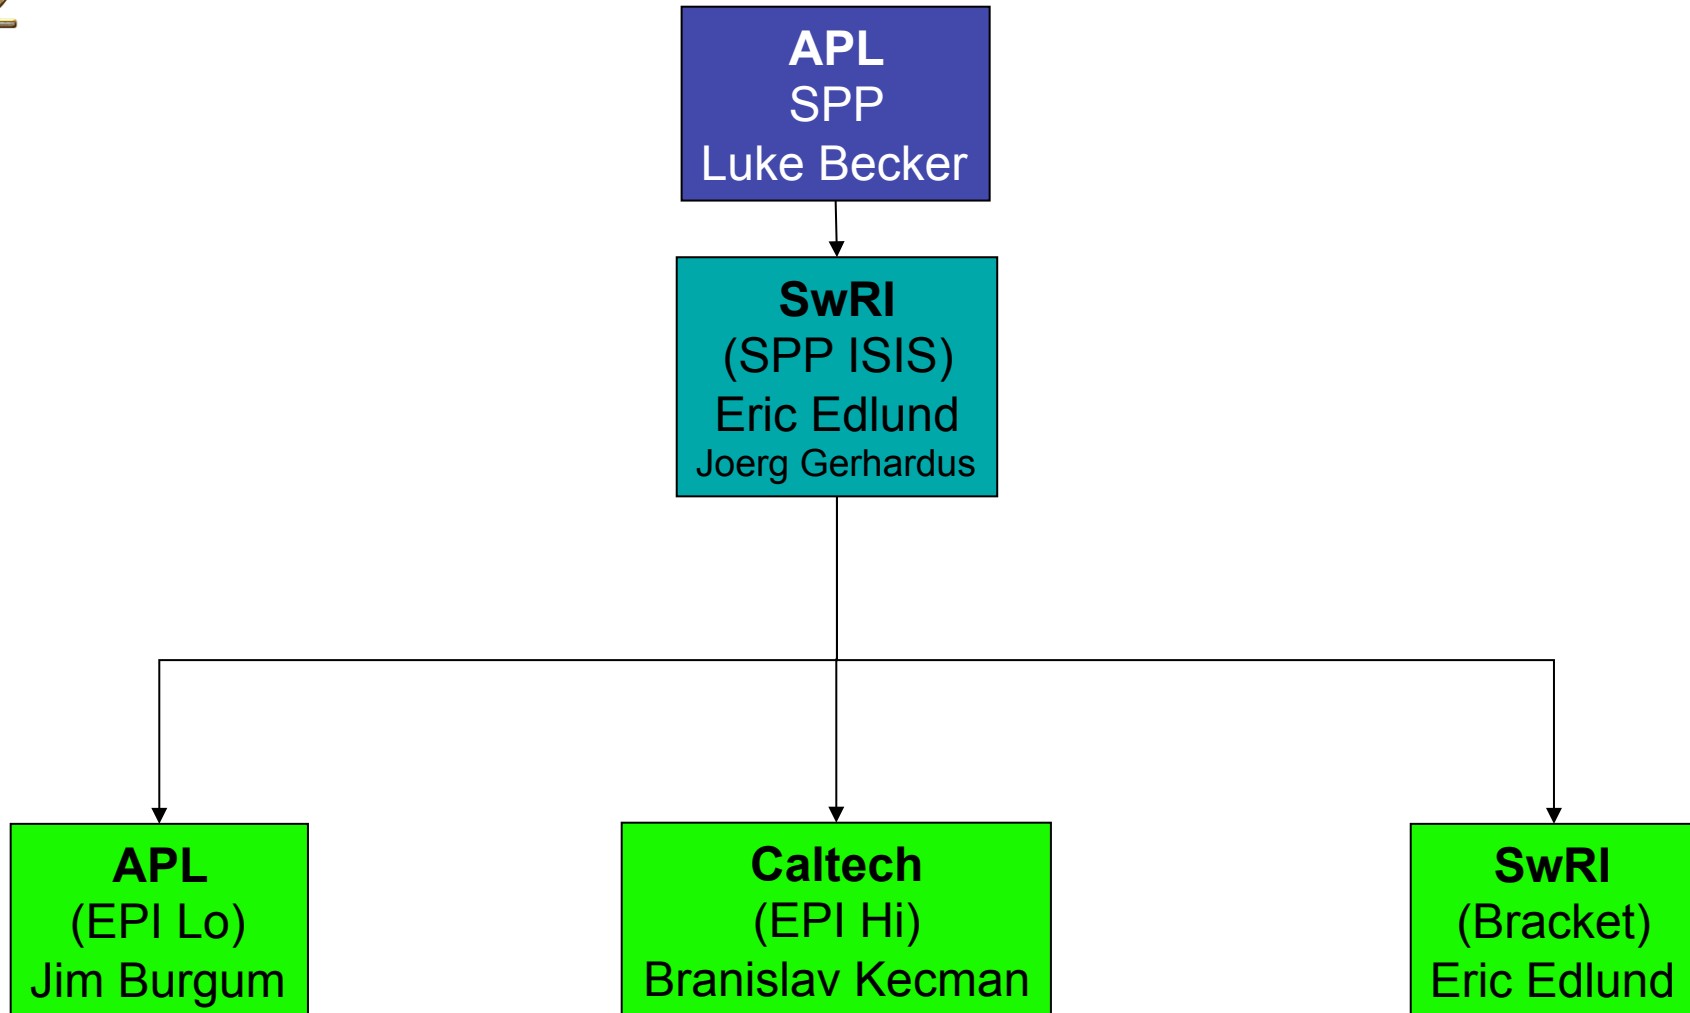 APL
SPP
Luke Becker
SwRI
(SPP ISIS)
Eric Edlund
Joerg Gerhardus
APL
(EPI Lo)
Jim Burgum
Caltech
(EPI Hi)
Branislav Kecman
SwRI
(Bracket)
Eric Edlund